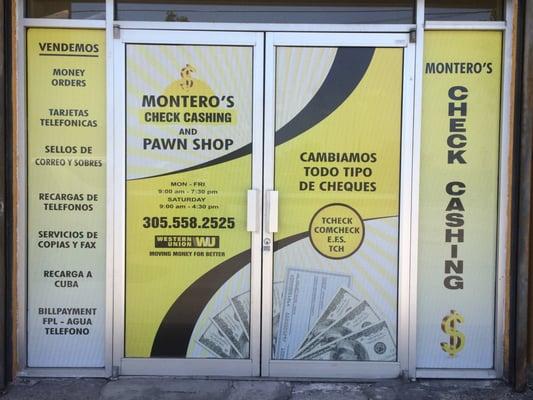 VENDEMOS
MONEY
ORDERS
TARJETAS
TELEFONICAS
SELLOS DE
CORREO Y SOBRES
RECARGAS DE
TELEFONOS
SERVICIOS DE
COPIAS Y FAX
RECARGA A
CUBA
BILLPAYMENT
FPL - AGUA
TELEFONO
$
MONTERO'S
CHECK CASHING
AND
PAWN SHOP
MON - FRI
9:00 am - 7:30 pm
SATURDAY
9:00 am - 4:30 pm
305.558.2525
WESTERN
UNION WU
MOVING MONEY FOR BETTER
CAMBIAMOS
TODO TIPO
DE CHEQUES
TCHECK
COMCHECK
E.F.S.
TCH
MONTERO'S
CHECK CASHING
$